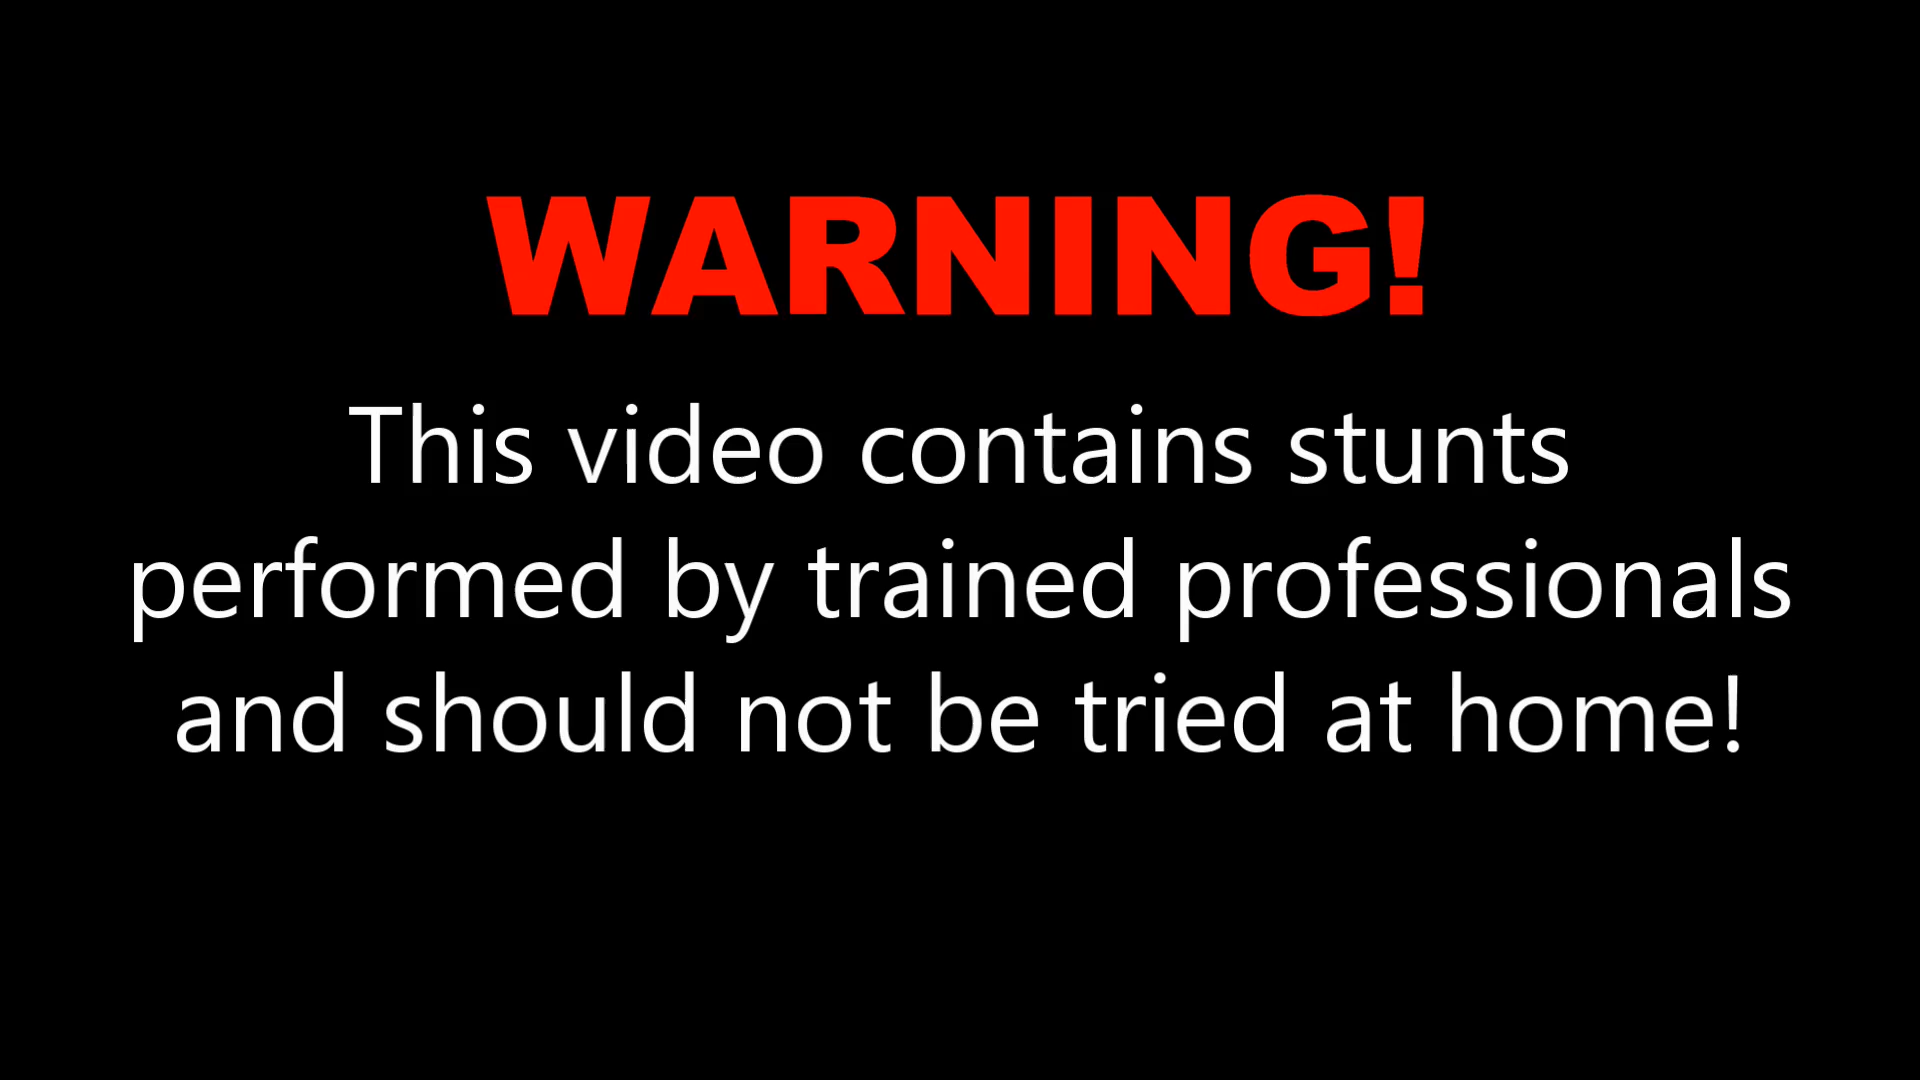 WARNING!
This video contains stunts
performed by trained professionals
and should not be tried at home!